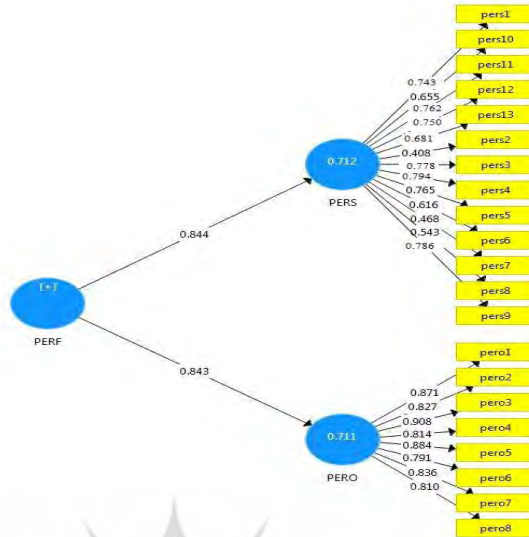 pers1
pers10
pers11
pers12
pers13
pers2
pers3
pers4
pers5
pers6
pers7
pers8
pers9
0.743
0.655
0.762
0.750
0.681
0.408
0.778
0.794
0.765
0.616
0.468
0.543
0.786
0.712
PERS
0.844
[+]
PERF
0.843
0.711
PERO
0.871
0.827
0.908
0.814
0.884
0.791
0.836
0.810
pero1
pero2
pero3
pero4
pero5
pero6
pero7
pero8